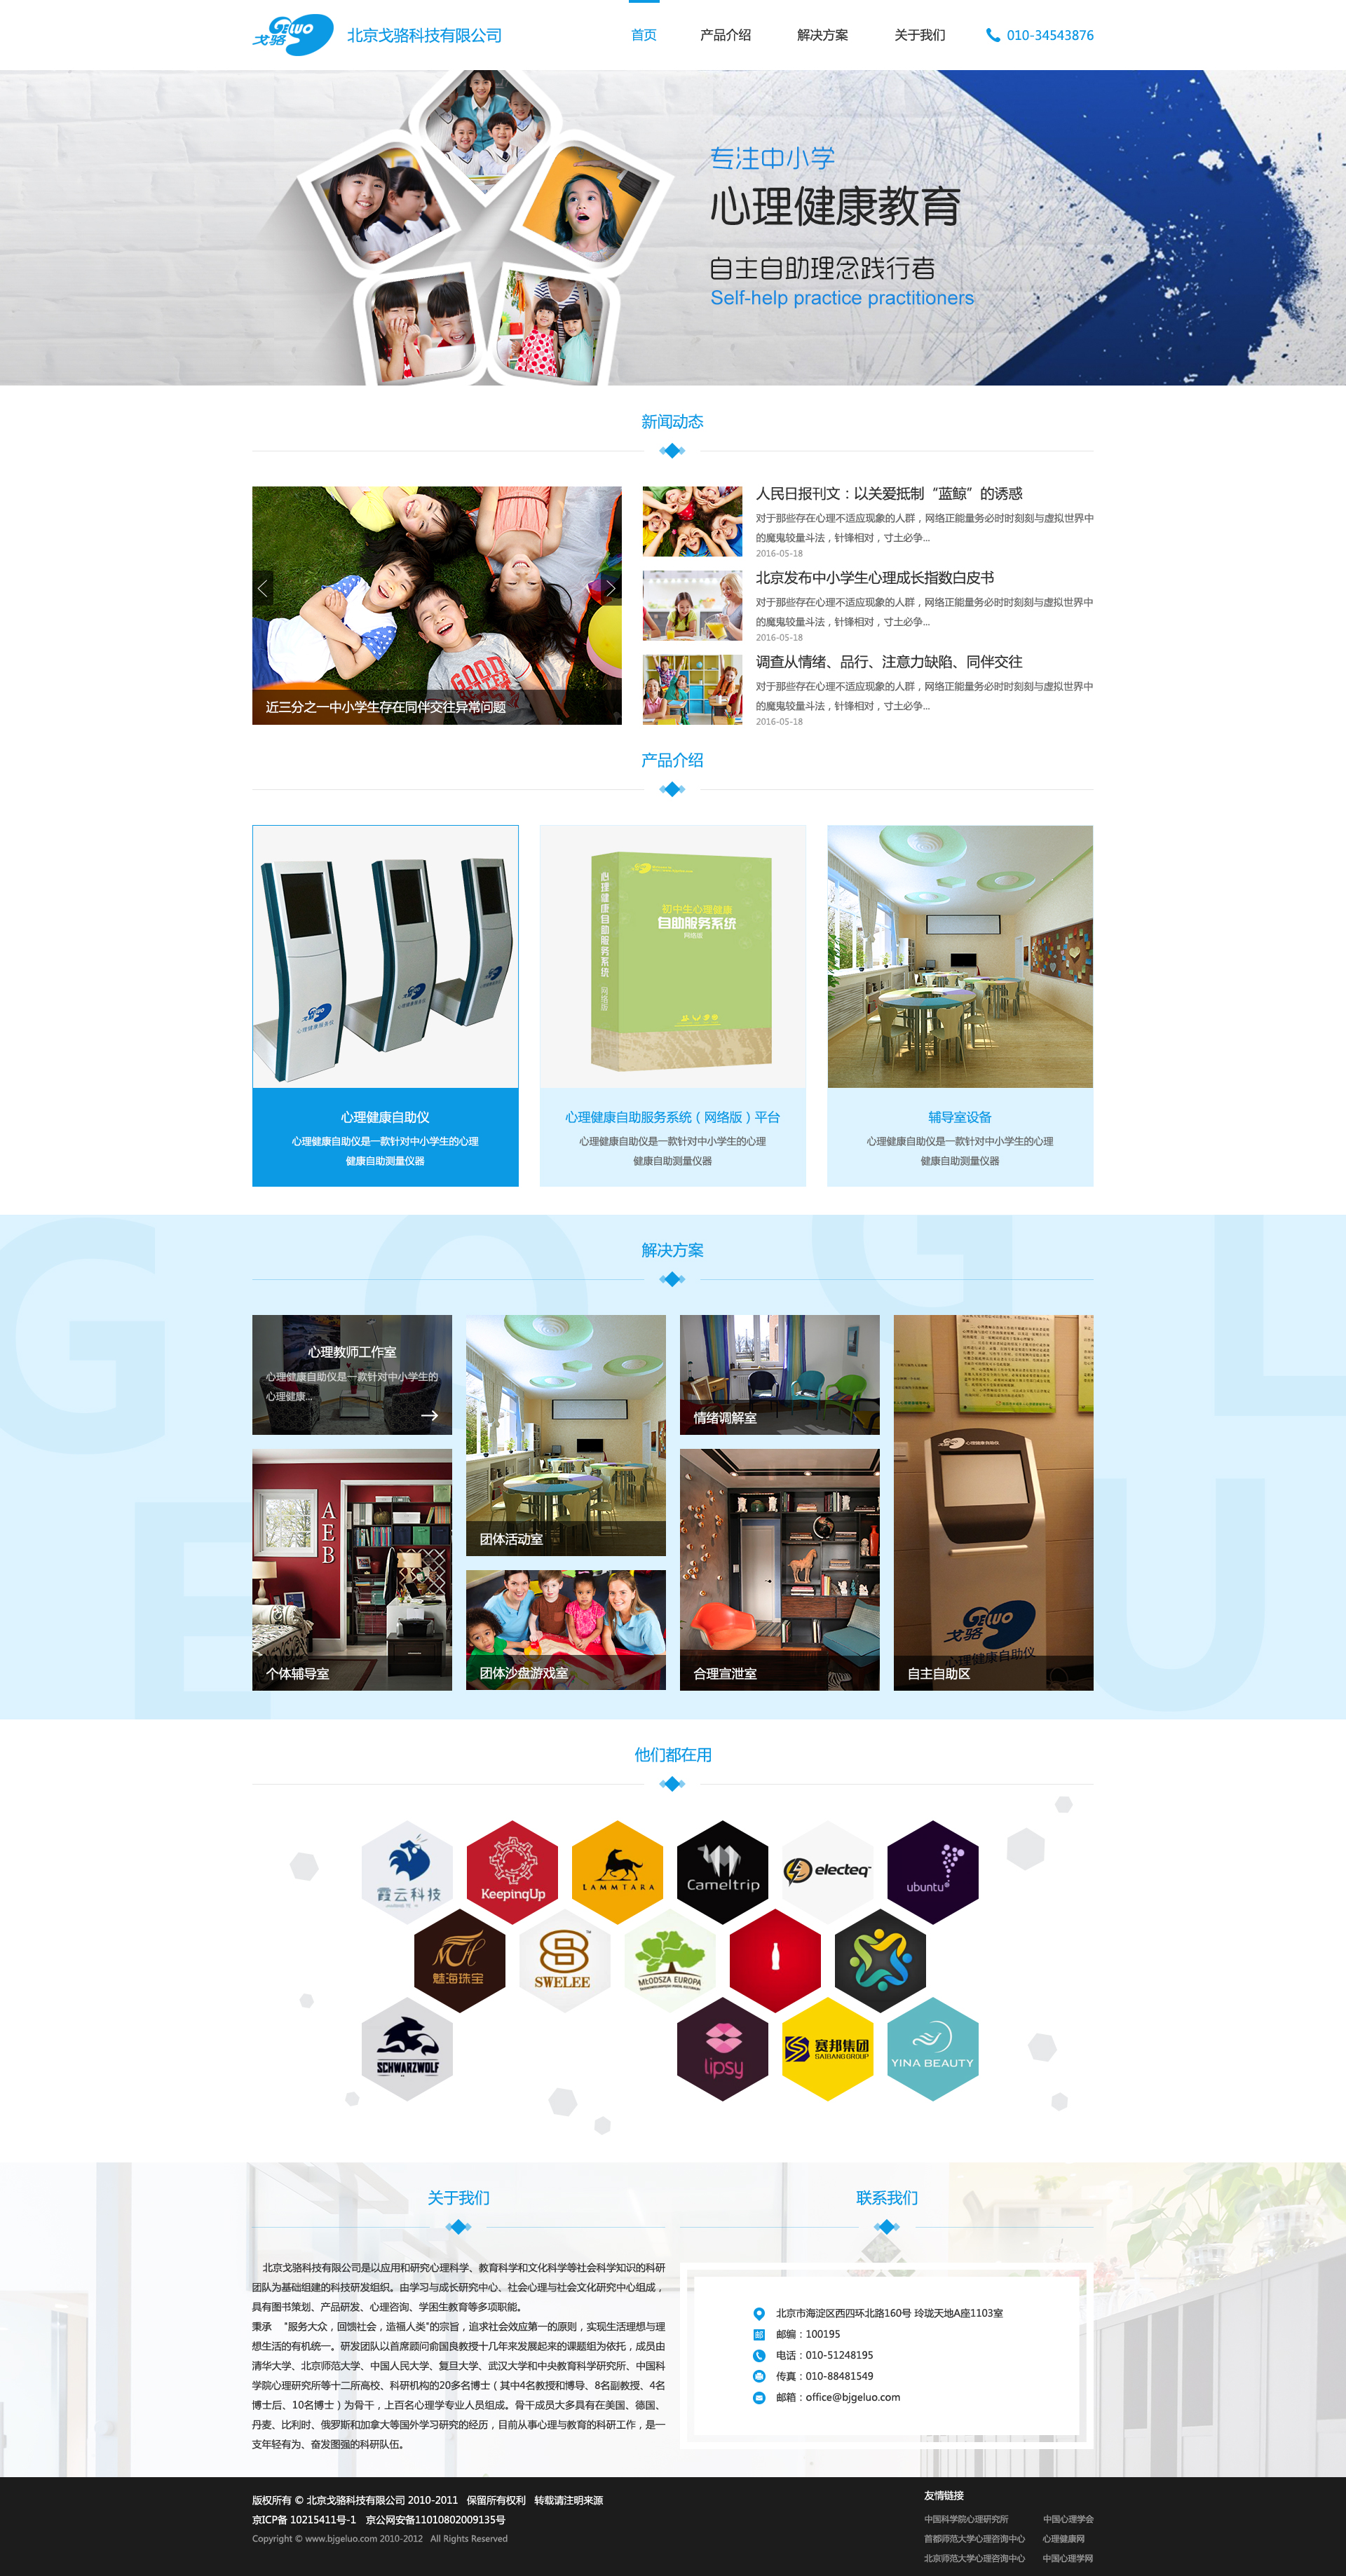 GELUO
戈骆
北京戈骆科技有限公司
首页
产品介绍
解决方案
关于我们
010-34543876
专注中小学
心理健康教育
自主自助理念践行者
Self-help practice practitioners
新闻动态
近三分之一中小学生存在同伴交往异常问题
人民日报刊文：以关爱抵制“蓝鲸”的诱惑
对于那些存在心理不适应现象的人群，网络正能量务必时时刻刻与虚拟世界中
的魔鬼较量斗法，针锋相对，寸土必争...
2016-05-18
北京发布中小学生心理成长指数白皮书
对于那些存在心理不适应现象的人群，网络正能量务必时时刻刻与虚拟世界中
的魔鬼较量斗法，针锋相对，寸土必争...
2016-05-18
调查从情绪、品行、注意力缺陷、同伴交往
对于那些存在心理不适应现象的人群，网络正能量务必时时刻刻与虚拟世界中
的魔鬼较量斗法，针锋相对，寸土必争...
2016-05-18
产品介绍
心理健康自助服务系统 网络版
初中生心理健康
自助服务系统
网络版
心理健康自助仪
心理健康自助仪是一款针对中小学生的心理
健康自助测量仪器
心理健康自助服务系统（网络版）平台
心理健康自助仪是一款针对中小学生的心理
健康自助测量仪器
辅导室设备
心理健康自助仪是一款针对中小学生的心理
健康自助测量仪器
解决方案
心理教师工作室
心理健康自助仪是一款针对中小学生的
心理健康...
团体活动室
情绪调解室
AEB
个体辅导室
团体沙盘游戏室
合理宣泄室
GELUO
戈骆
心理健康自助仪
自主自助区
他们都在用
霞云科技
KeepingUp
LAMMTARA
Cameltrip
electeq
ubuntu
魅海珠宝
SWELEE
MŁODSZA EUROPA
SCHWARZWOLF
lipsy
赛邦集团
SAIBANG GROUP
YINA BEAUTY
关于我们
北京戈骆科技有限公司是以应用和研究心理科学、教育科学和文化科学等社会科学知识的科研
团队为基础组建的科技研发组织。由学习与成长研究中心、社会心理与社会文化研究中心组成，
具有图书策划、产品研发、心理咨询、学困生教育等多项职能。
秉承 “服务大众，回馈社会，造福人类”的宗旨，追求社会效应第一的原则，实现生活理想与理
想生活的有机统一。研发团队以首席顾问俞国良教授十几年来发展起来的课题组为依托，成员由
清华大学、北京师范大学、中国人民大学、复旦大学、武汉大学和中央教育科学研究所、中国科
学院心理研究所等十二所高校、科研机构的20多名博士（其中4名教授和博导、8名副教授、4名
博士后、10名博士）为骨干，上百名心理学专业人员组成。骨干成员大多具有在美国、德国、
丹麦、比利时、俄罗斯和加拿大等国外学习研究的经历，目前从事心理与教育的科研工作，是一
支年轻有为、奋发图强的科研队伍。
联系我们
北京市海淀区西四环北路160号 玲珑天地A座1103室
邮编：100195
电话：010-51248195
传真：010-88481549
邮箱：office@bjgeluo.com
版权所有 © 北京戈骆科技有限公司 2010-2011 保留所有权利 转载请注明来源
京ICP备 10215411号-1 京公网安备11010802009135号
Copyright © www.bjgeluo.com 2010-2012 All Rights Reserved
友情链接
中国科学院心理研究所 中国心理学会
首都师范大学心理咨询中心 心理健康网
北京师范大学心理咨询中心 中国心理学网